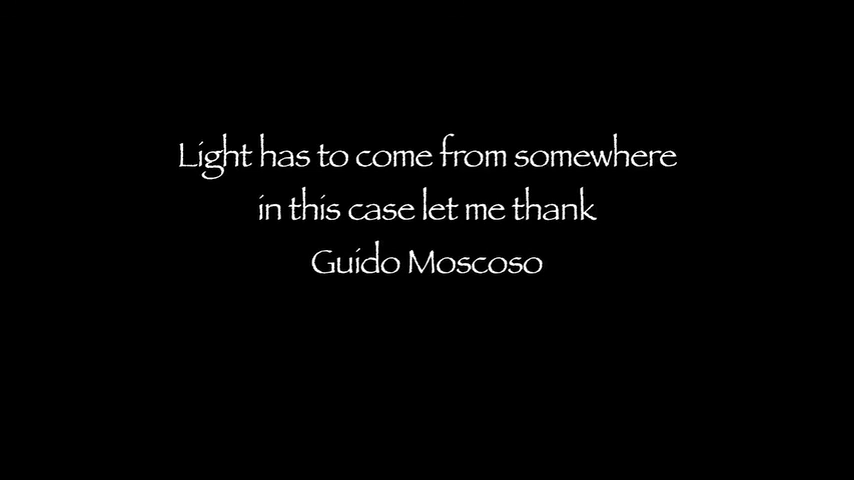 Light has to come from somewhere
in this case let me thank
Guido Moscoso